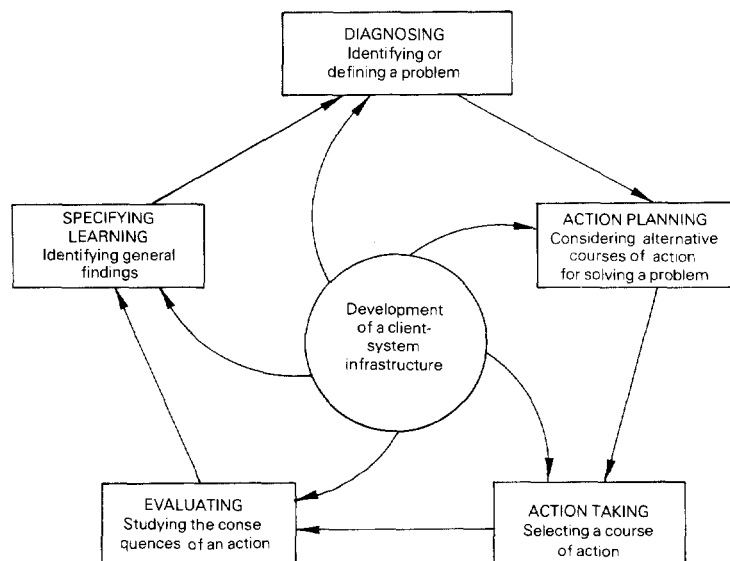 DIAGNOSING
Identifying or
defining a problem
SPECIFYING
LEARNING
Identifying general
findings
ACTION PLANNING
Considering alternative
courses of action
for solving a problem
Development
of a client-
system
infrastructure
EVALUATING
Studying the conse
quences of an action
ACTION TAKING
Selecting a course
of action